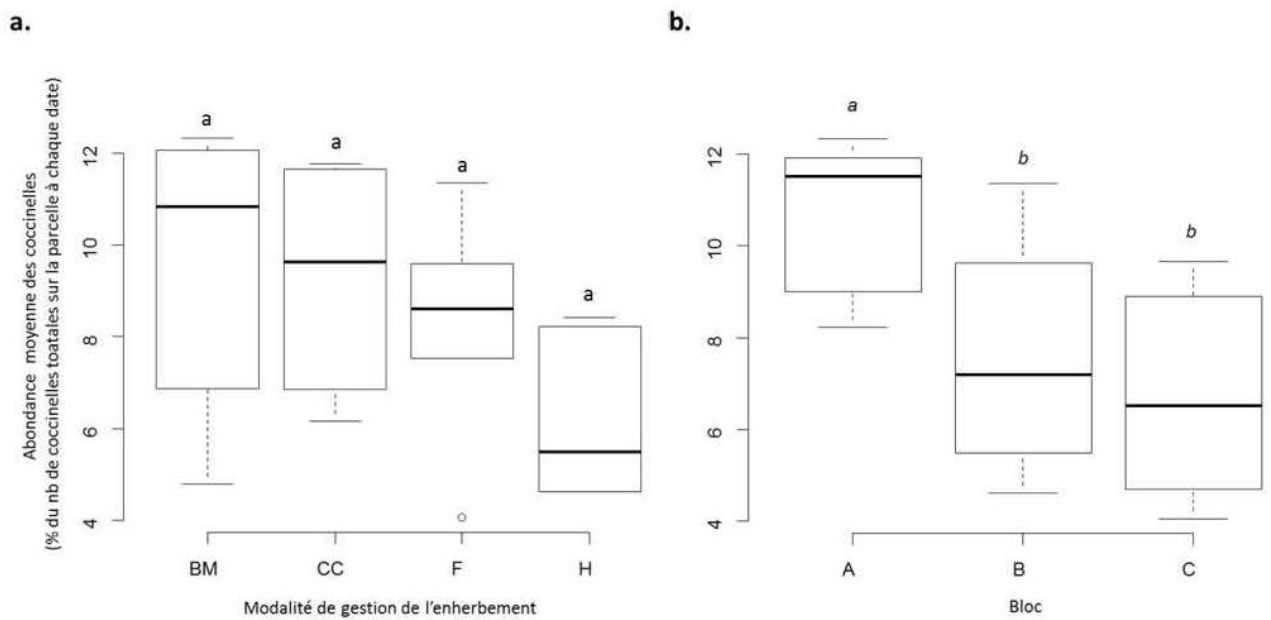 a.
Abondance moyenne des coccinelles
(% du nb de coccinelles toatales sur la parcelle à chaque date)
12
10
8
6
4
a
a
a
a
BM
CC
F
H
Modalité de gestion de l'enherbement
b.
12
10
8
6
4
a
b
b
A
B
C
Bloc